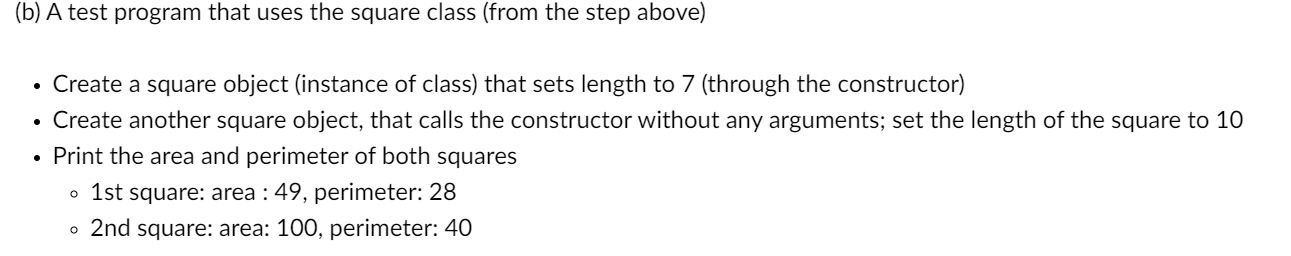 (b) A test program that uses the square class (from the step above)
• Create a square object (instance of class) that sets length to 7 (through the constructor)
• Create another square object, that calls the constructor without any arguments; set the length of the square to 10
• Print the area and perimeter of both squares
◦ 1st square: area : 49, perimeter: 28
◦ 2nd square: area: 100, perimeter: 40